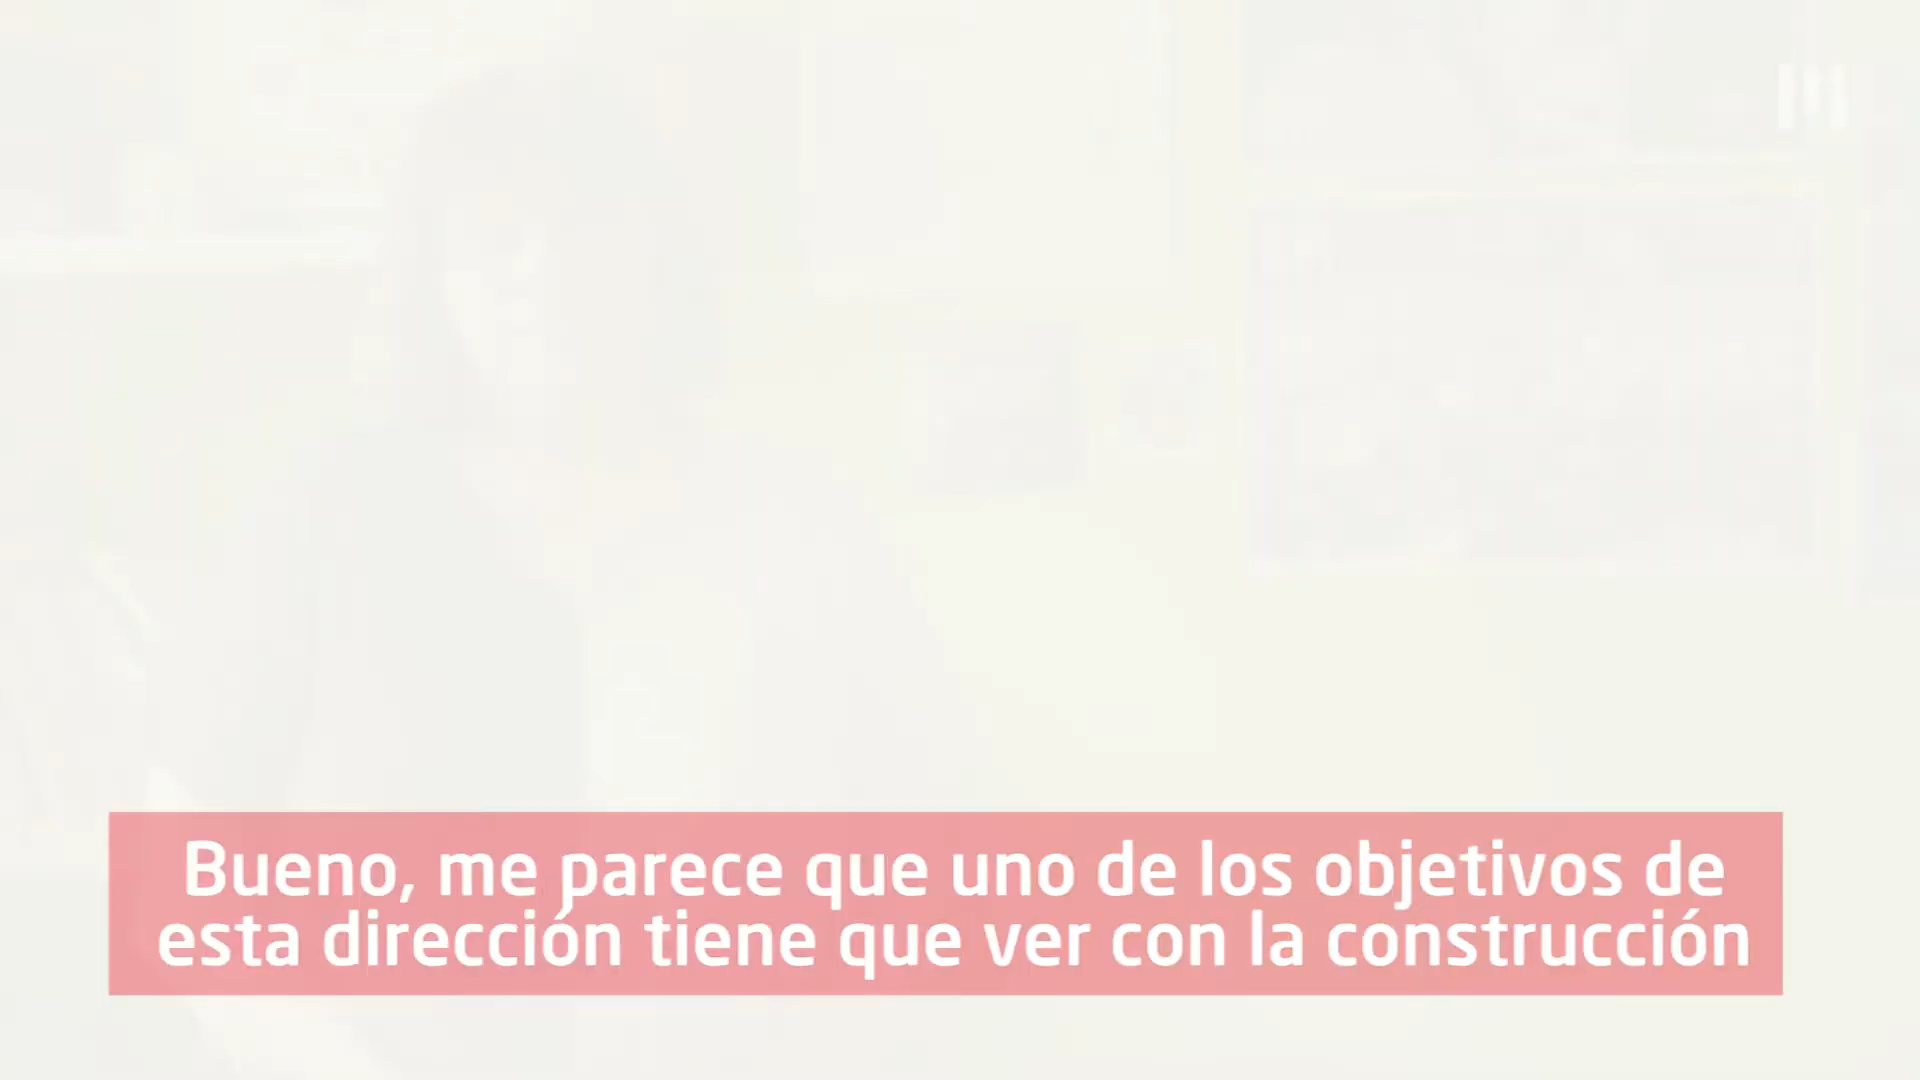 Bueno, me parece que uno de los objetivos de
esta dirección tiene que ver con la construcción